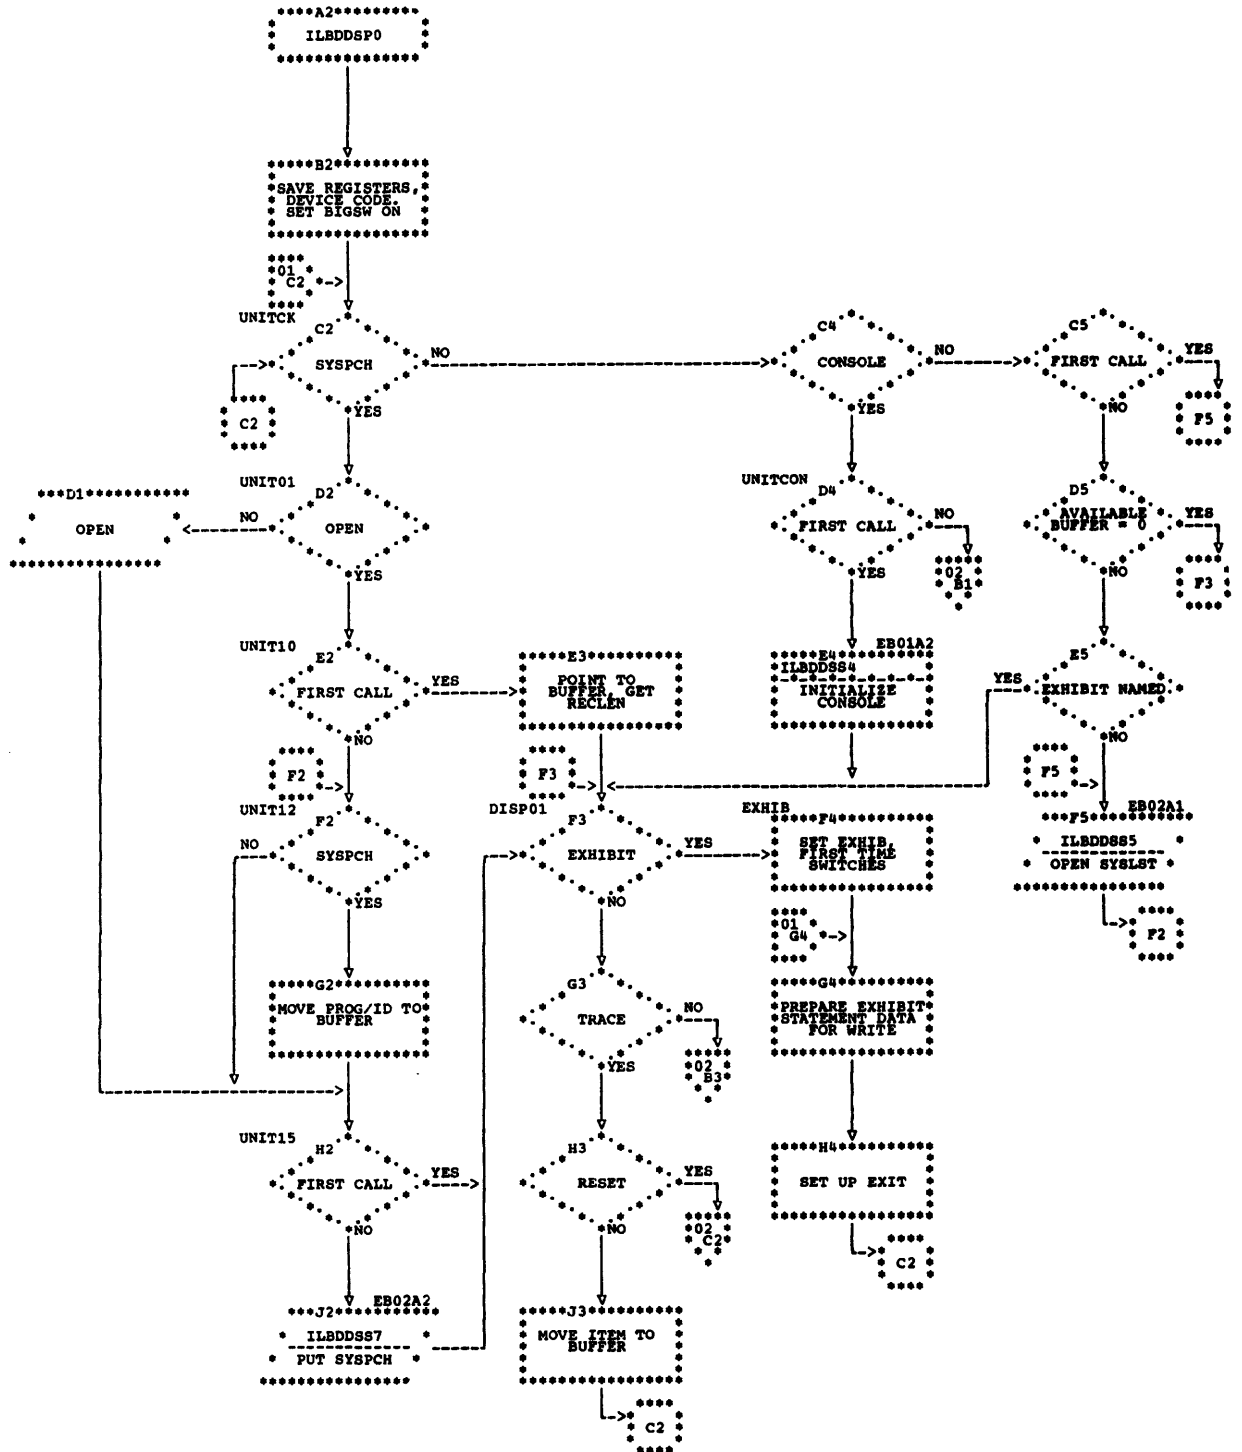 A2
ILBDDSP0
B2
SAVE REGISTERS,
DEVICE CODE.
SET BIGSW ON
01
C2
UNITCK
C2
SYSPCH
NO
YES
C2
C4
CONSOLE
NO
YES
C5
FIRST CALL
YES
NO
F5
UNIT01
D1
OPEN
D2
OPEN
NO
YES
UNITCON
D4
FIRST CALL
NO
YES
02
B1
D5
AVAILABLE
BUFFER = 0
YES
NO
F3
UNIT10
E2
FIRST CALL
YES
NO
E3
POINT TO
BUFFER, GET
RECLEN
EB01A2
E4
ILBDDSS4
INITIALIZE
CONSOLE
E5
YES
EXHIBIT NAMED
NO
F2
F3
F5
UNIT12
F2
NO
SYSPCH
YES
DISP01
F3
EXHIBIT
YES
NO
EXHIB
F4
SET EXHIB,
FIRST TIME
SWITCHES
EB02A1
F5
ILBDDSS5
OPEN SYSLST
F2
01
G4
G2
MOVE PROG/ID TO
BUFFER
G3
TRACE
NO
YES
02
B3
G4
PREPARE EXHIBIT
STATEMENT DATA
FOR WRITE
UNIT15
H2
FIRST CALL
YES
NO
H3
RESET
YES
NO
02
C2
H4
SET UP EXIT
C2
EB02A2
J2
ILBDDSS7
PUT SYSPCH
J3
MOVE ITEM TO
BUFFER
C2